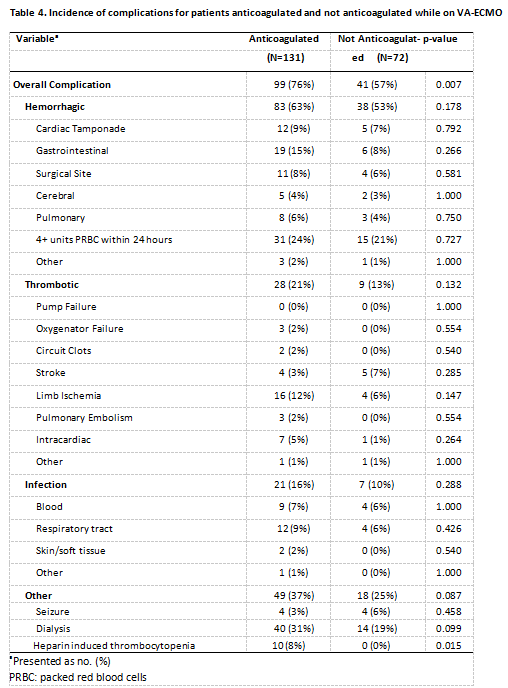 Table 4. Incidence of complications for patients anticoagulated and not anticoagulated while on VA-ECMO
Variableª Anticoagulated Not Anticoagulat- p-value
(N=131) ed (N=72)
Overall Complication 99 (76%) 41 (57%) 0.007
Hemorrhagic 83 (63%) 38 (53%) 0.178
Cardiac Tamponade 12 (9%) 5 (7%) 0.792
Gastrointestinal 19 (15%) 6 (8%) 0.266
Surgical Site 11 (8%) 4 (6%) 0.581
Cerebral 5 (4%) 2 (3%) 1.000
Pulmonary 8 (6%) 3 (4%) 0.750
4+ units PRBC within 24 hours 31 (24%) 15 (21%) 0.727
Other 3 (2%) 1 (1%) 1.000
Thrombotic 28 (21%) 9 (13%) 0.132
Pump Failure 0 (0%) 0 (0%) 1.000
Oxygenator Failure 3 (2%) 0 (0%) 0.554
Circuit Clots 2 (2%) 0 (0%) 0.540
Stroke 4 (3%) 5 (7%) 0.285
Limb Ischemia 16 (12%) 4 (6%) 0.147
Pulmonary Embolism 3 (2%) 0 (0%) 0.554
Intracardiac 7 (5%) 1 (1%) 0.264
Other 1 (1%) 1 (1%) 1.000
Infection 21 (16%) 7 (10%) 0.288
Blood 9 (7%) 4 (6%) 1.000
Respiratory tract 12 (9%) 4 (6%) 0.426
Skin/soft tissue 2 (2%) 0 (0%) 0.540
Other 1 (1%) 0 (0%) 1.000
Other 49 (37%) 18 (25%) 0.087
Seizure 4 (3%) 4 (6%) 0.458
Dialysis 40 (31%) 14 (19%) 0.099
Heparin induced thrombocytopenia 10 (8%) 0 (0%) 0.015
ªPresented as no. (%)
PRBC: packed red blood cells